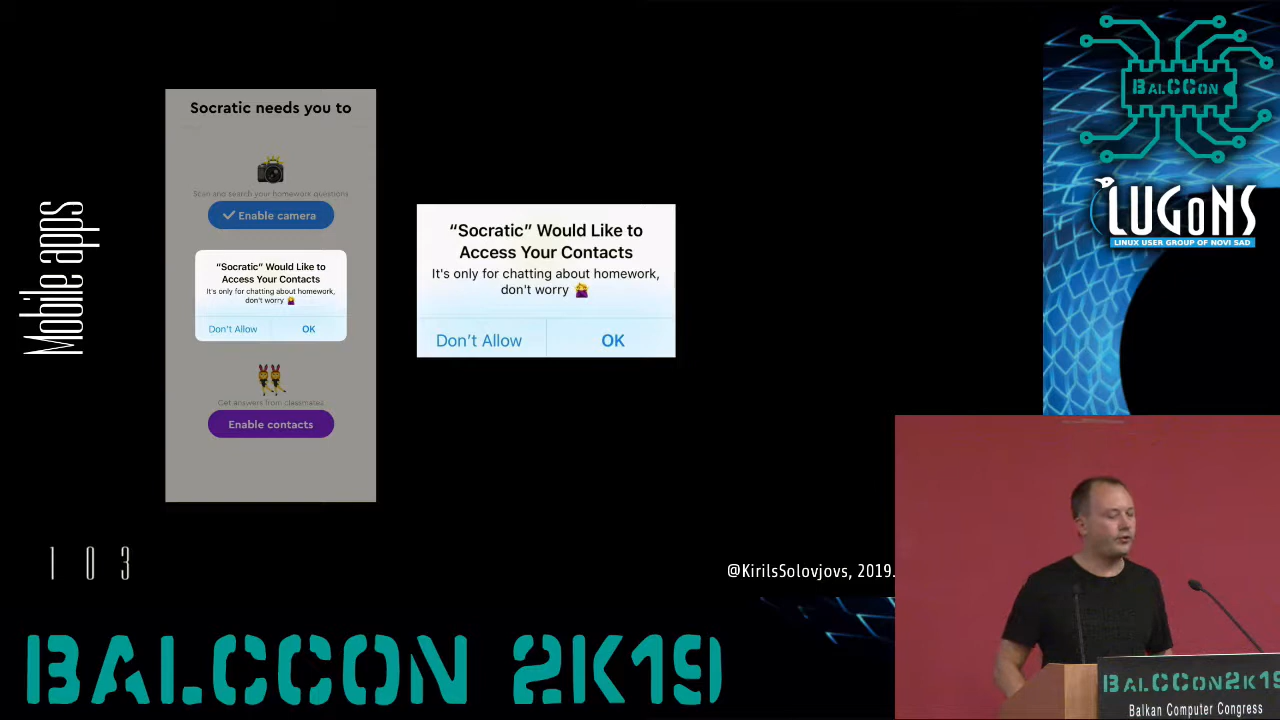 Mobile apps
Socratic needs you to
Scan and search your homework questions
Enable camera
“Socratic” Would Like to
Access Your Contacts
It's only for chatting about homework,
don't worry
Don't Allow
OK
Get answers from classmates
Enable contacts
“Socratic” Would Like to
Access Your Contacts
It's only for chatting about homework,
don't worry
Don’t Allow
OK
103
@KirilsSolovjovs, 2019.
BALCCON 2K19
BALCCON
LUGoNS
LINUX USER GROUP OF NOVI SAD
BALCCON2K19
Balkan Computer Congress